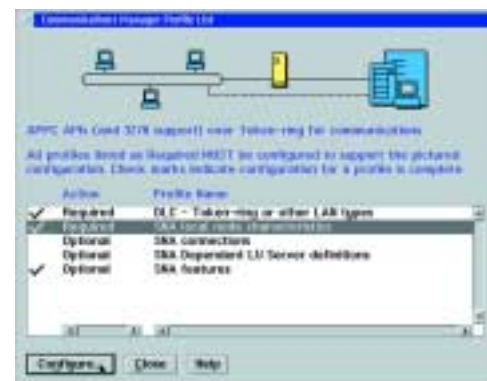 Communications Manager Profile List
APPC APIs (and 3270 support) over Token-ring for communications
All profiles listed as Required MUST be configured to support the pictured
configuration. Check marks indicate configuration for a profile is complete
Action Profile Name
Required DLC - Token-ring or other LAN types
Required SNA local node characteristics
Optional SNA connections
Optional SNA Dependent LU Server definitions
Optional SNA features
Configure... Close Help